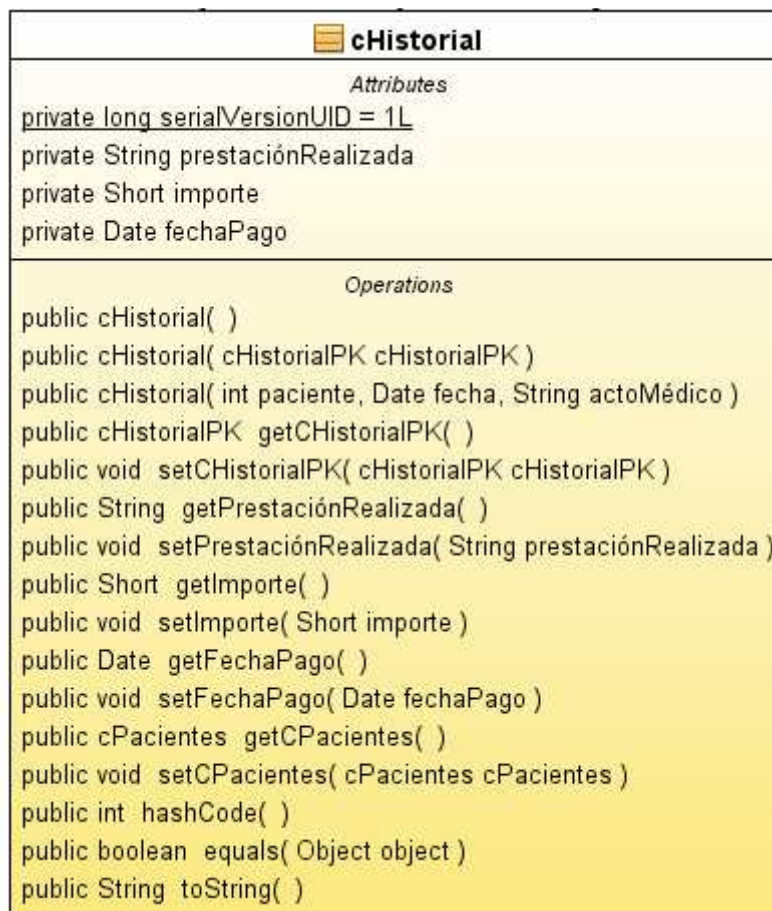 cHistorial
Attributes
private long serialVersionUID = 1L
private String prestaciónRealizada
private Short importe
private Date fechaPago
Operations
public cHistorial( )
public cHistorial( cHistorialPK cHistorialPK )
public cHistorial( int paciente, Date fecha, String actoMédico )
public cHistorialPK getCHistorialPK( )
public void setCHistorialPK( cHistorialPK cHistorialPK )
public String getPrestaciónRealizada( )
public void setPrestaciónRealizada( String prestaciónRealizada )
public Short getImporte( )
public void setImporte( Short importe )
public Date getFechaPago( )
public void setFechaPago( Date fechaPago )
public cPacientes getCPacientes( )
public void setCPacientes( cPacientes cPacientes )
public int hashCode( )
public boolean equals( Object object )
public String toString( )